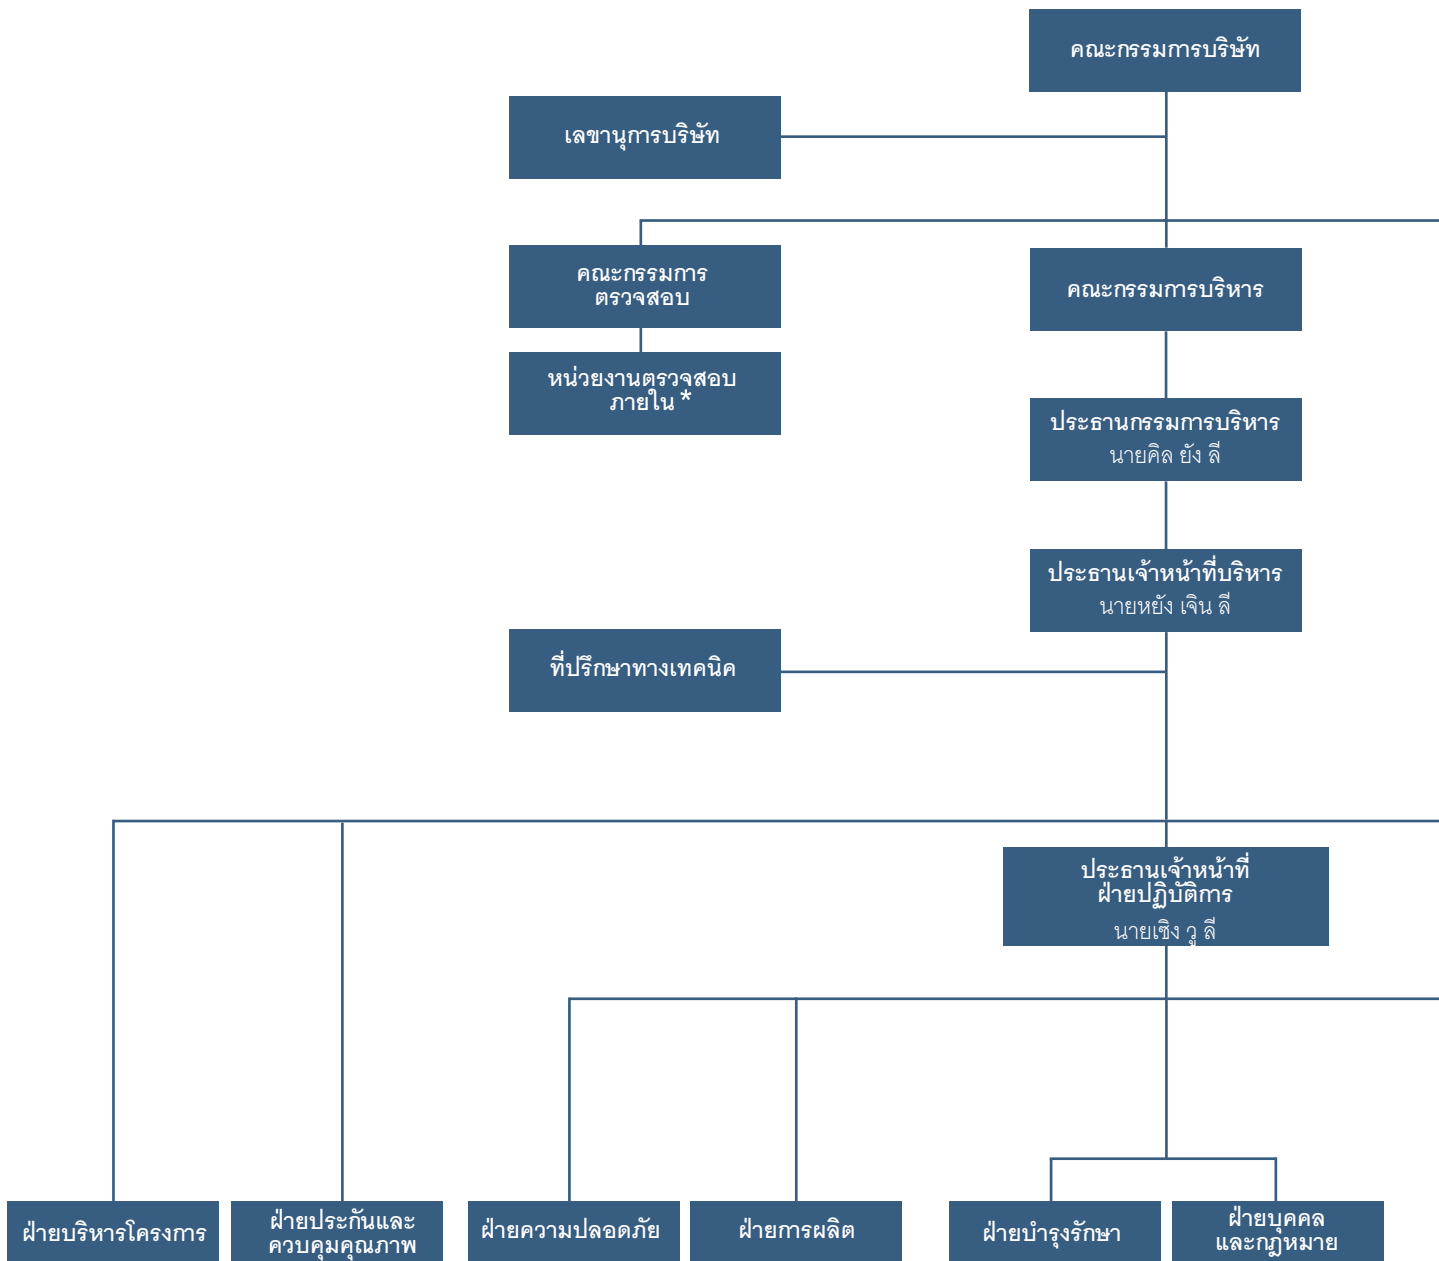 คณะกรรมการบริษัท
เลขานุการบริษัท
คณะกรรมการ
ตรวจสอบ
คณะกรรมการบริหาร
หน่วยงานตรวจสอบ
ภายใน *
ประธานกรรมการบริหาร
นายคิล ยัง ลี
ประธานเจ้าหน้าที่บริหาร
นายหยัง เจิน ลี
ที่ปรึกษาทางเทคนิค
ประธานเจ้าหน้าที่
ฝ่ายปฏิบัติการ
นายเซิง วู ลี
ฝ่ายบริหารโครงการ
ฝ่ายประกันและ
ควบคุมคุณภาพ
ฝ่ายความปลอดภัย
ฝ่ายการผลิต
ฝ่ายบำรุงรักษา
ฝ่ายบุคคล
และกฎหมาย